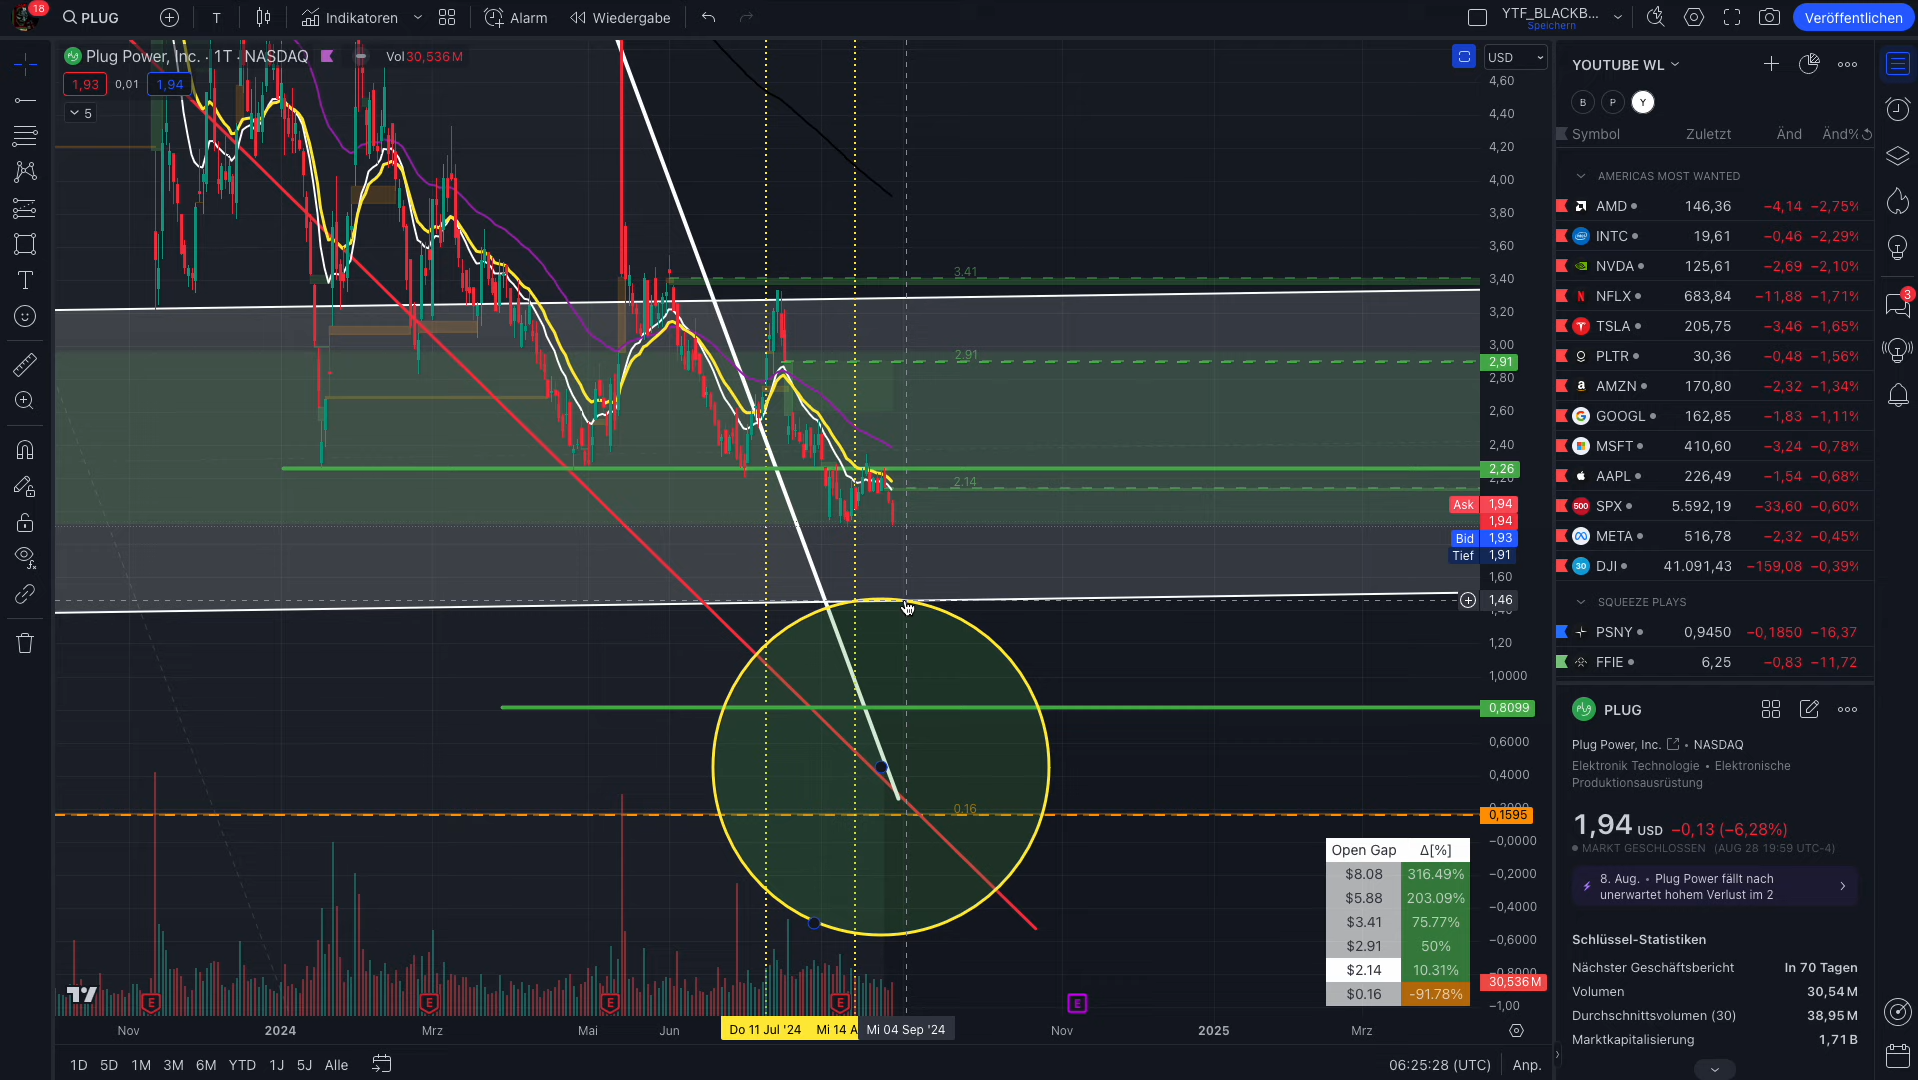 18
PLUG
T
Indikatoren
Alarm
Wiedergabe
YTF_BLACKB...
Speichern
Veröffentlichen
Plug Power, Inc. · 1T · NASDAQ
Vol 30,536 M
1,93 0,01 1,94
5
USD
4,60
4,40
4,20
4,00
3,80
3,60
3,40
3,20
3,00
2,91
2,80
2,60
2,40
2,26
2,20
Ask 1,94
1,94
Bid 1,93
Tief 1,91
1,60
1,46
1,40
1,20
1,0000
0,8099
0,6000
0,4000
0,1595
−0,0000
−0,2000
−0,4000
−0,6000
−0,8000
30,536 M
−1,00
3.41
2.91
2.14
0.16
Open Gap Δ[%]
$8.08 316.49%
$5.88 203.09%
$3.41 75.77%
$2.91 50%
$2.14 10.31%
$0.16 -91.78%
E E E E E
Nov 2024 Mrz Mai Jun Do 11 Jul '24 Mi 14 A Mi 04 Sep '24 Nov 2025 Mrz
1D 5D 1M 3M 6M YTD 1J 5J Alle
06:25:28 (UTC) Anp.
YOUTUBE WL
B P Y
Symbol Zuletzt Änd Änd%
AMERICAS MOST WANTED
AMD 146,36 −4,14 −2,75%
INTC 19,61 −0,46 −2,29%
NVDA 125,61 −2,69 −2,10%
NFLX 683,84 −11,88 −1,71%
TSLA 205,75 −3,46 −1,65%
PLTR 30,36 −0,48 −1,56%
AMZN 170,80 −2,32 −1,34%
GOOGL 162,85 −1,83 −1,11%
MSFT 410,60 −3,24 −0,78%
AAPL 226,49 −1,54 −0,68%
500 SPX 5.592,19 −33,60 −0,60%
META 516,78 −2,32 −0,45%
30 DJI 41.091,43 −159,08 −0,39%
SQUEEZE PLAYS
PSNY 0,9450 −0,1850 −16,37
FFIE 6,25 −0,83 −11,72
3
PLUG
Plug Power, Inc. • NASDAQ
Elektronik Technologie • Elektronische
Produktionsausrüstung
1,94 USD −0,13 (−6,28%)
MARKT GESCHLOSSEN (AUG 28 19:59 UTC-4)
8. Aug. • Plug Power fällt nach
unerwartet hohem Verlust im 2
Schlüssel-Statistiken
Nächster Geschäftsbericht In 70 Tagen
Volumen 30,54 M
Durchschnittsvolumen (30) 38,95 M
Marktkapitalisierung 1,71 B